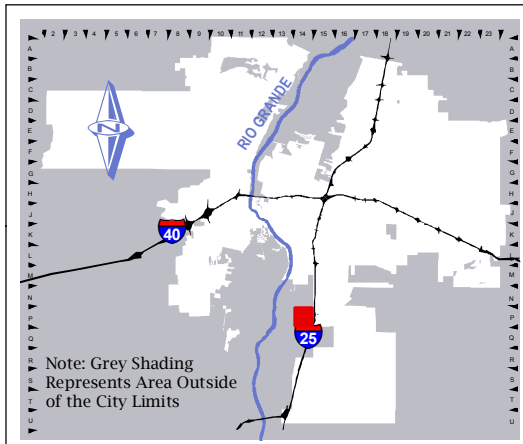 2 3 4 5 6 7 8 9 10 11 12 13 14 15 16 17 18 19 20 21 22 23
A A
B B
C C
D D
E E
F F
G G
H H
J J
K K
L L
M M
N N
P P
Q Q
R R
S S
T T
U U
N
RIO GRANDE
40
25
Note: Grey Shading
Represents Area Outside
of the City Limits